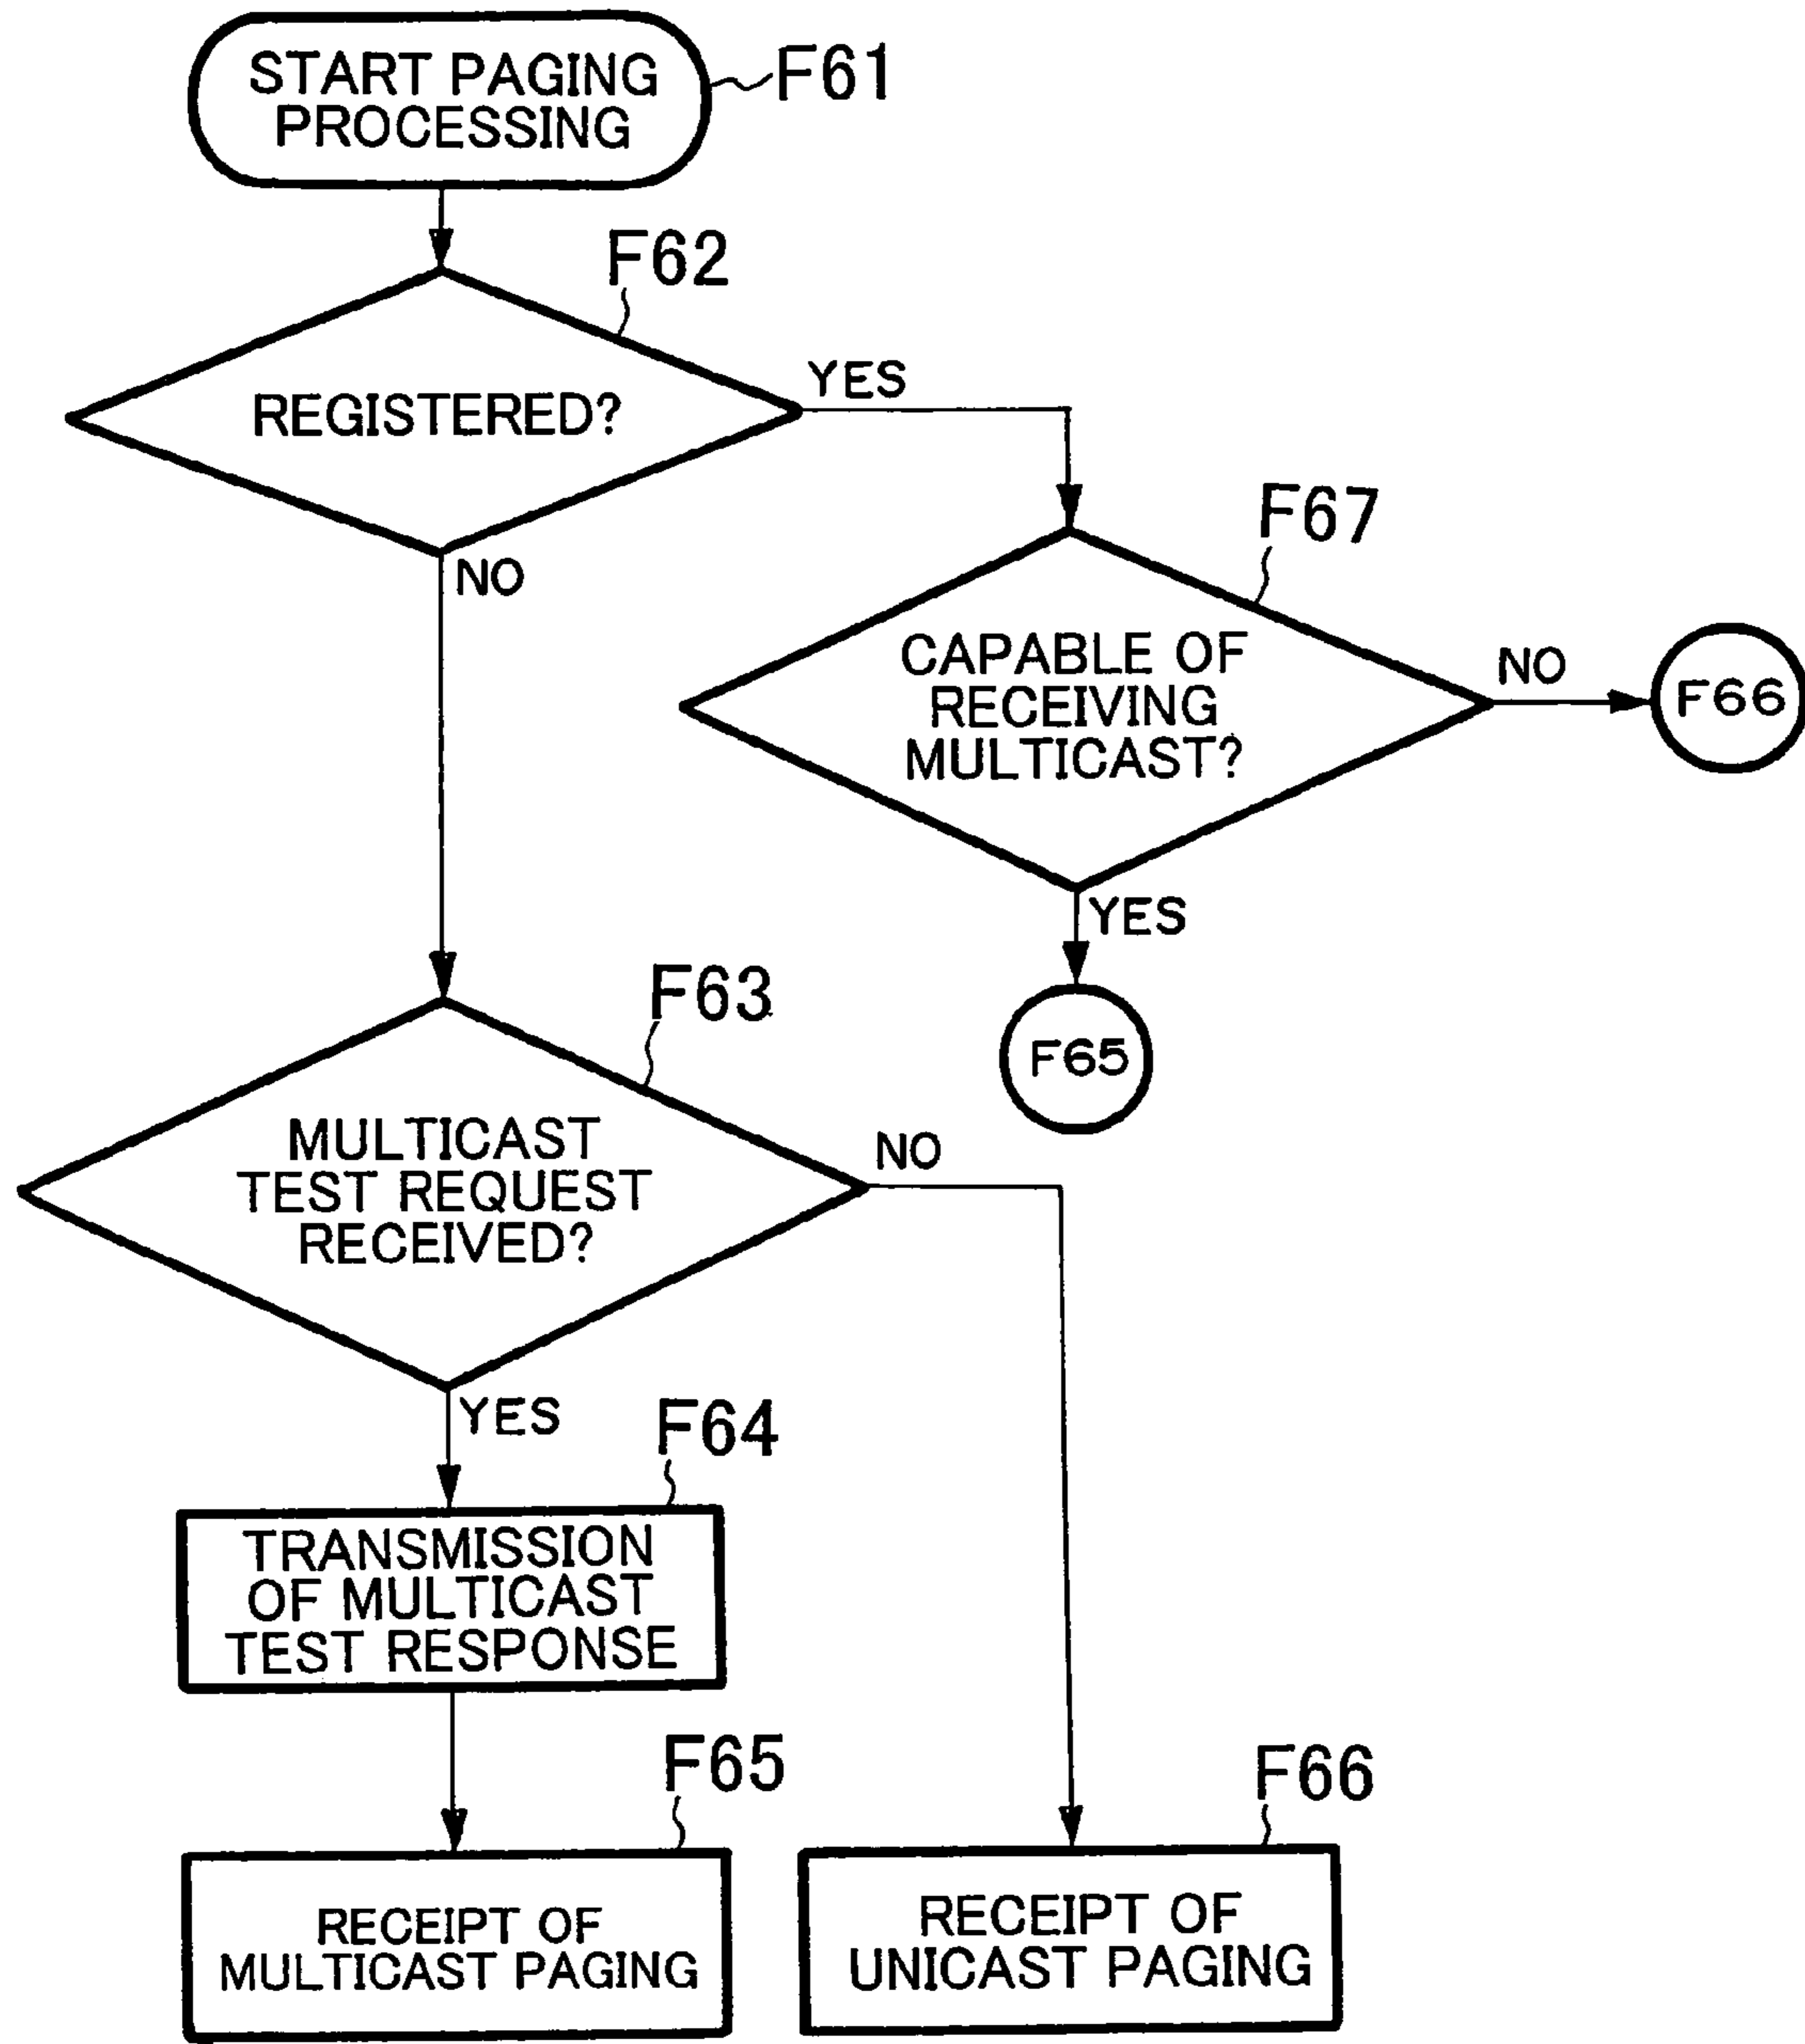 START PAGING
PROCESSING
F61
F62
REGISTERED?
YES
NO
F67
CAPABLE OF
RECEIVING
MULTICAST?
NO
F66
YES
F65
F63
MULTICAST
TEST REQUEST
RECEIVED?
NO
YES
F64
TRANSMISSION
OF MULTICAST
TEST RESPONSE
F65
RECEIPT OF
MULTICAST PAGING
F66
RECEIPT OF
UNICAST PAGING